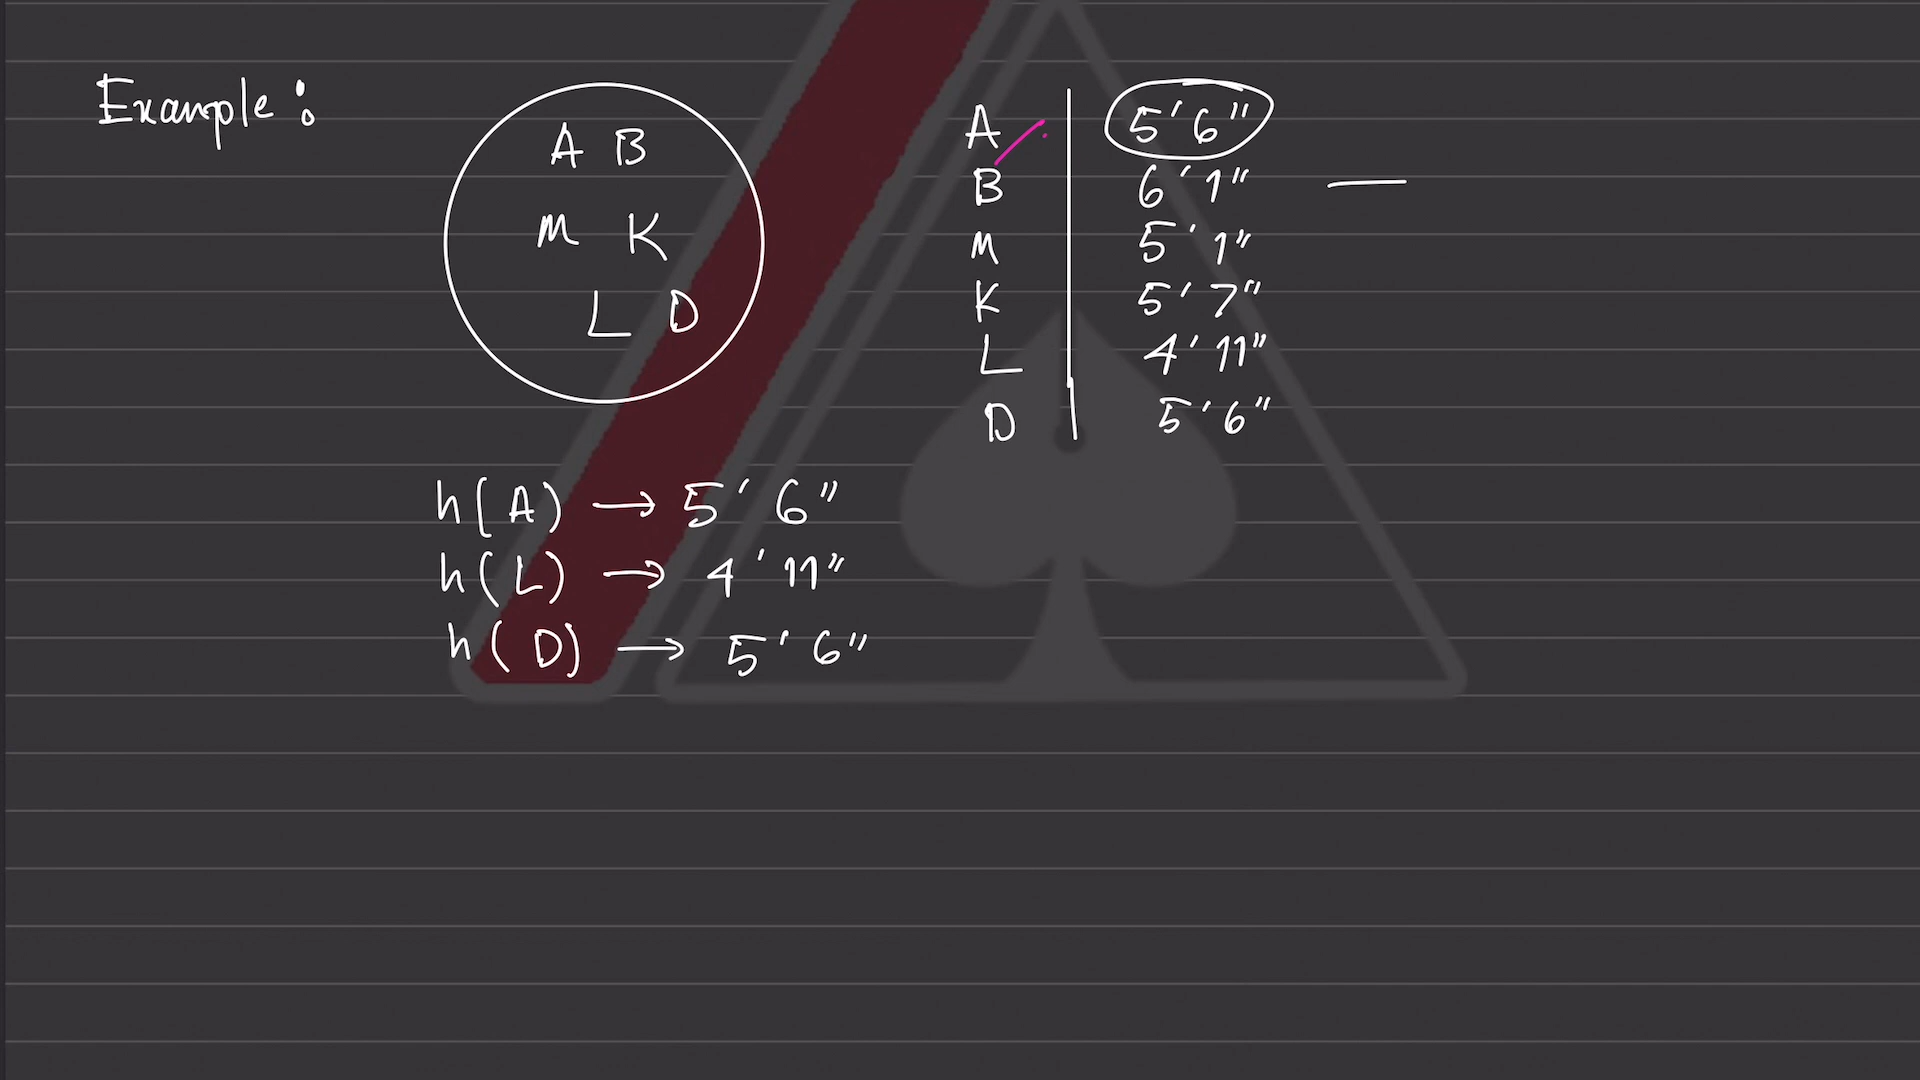 Example:
A B
M K
L D
A 5'6"
B 6'1"
M 5'1"
K 5'7"
L 4'11"
D 5'6"
h(A) → 5'6"
h(L) → 4'11"
h(D) → 5'6"